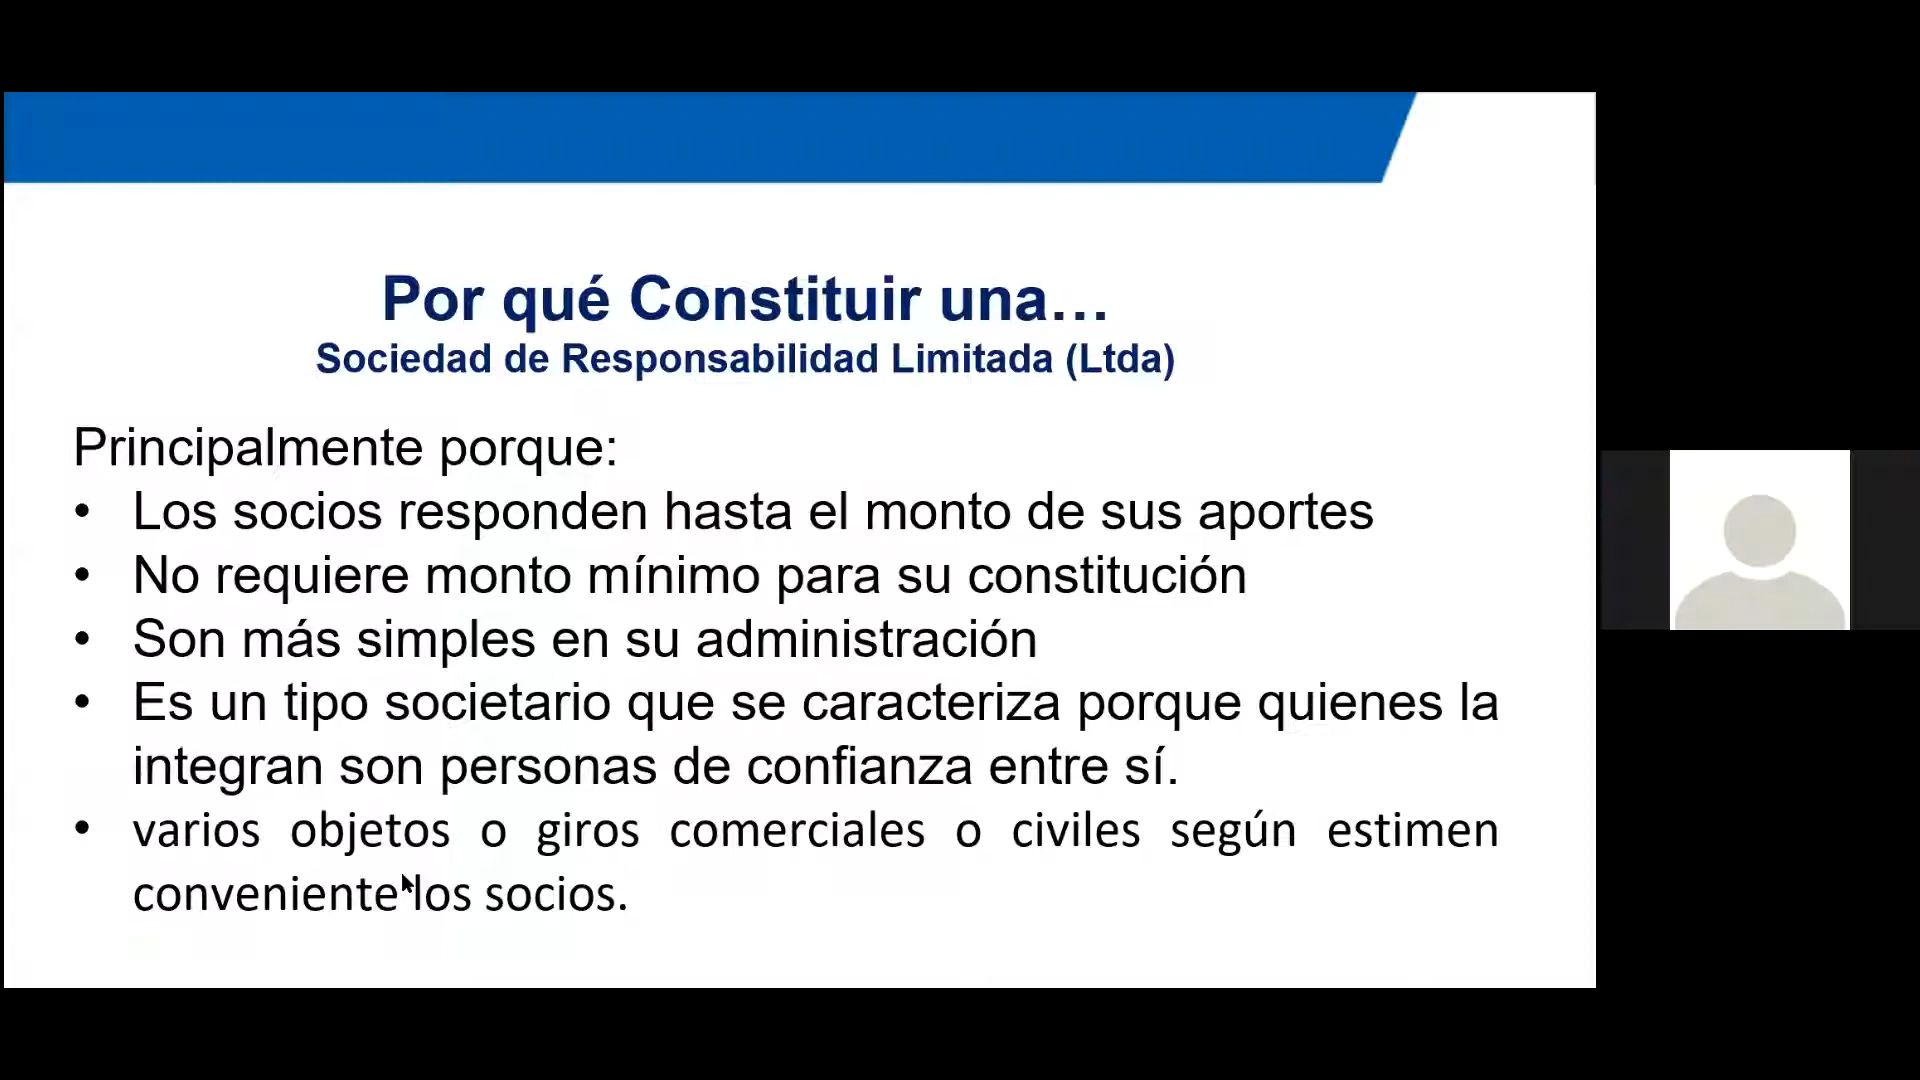 Por qué Constituir una…
Sociedad de Responsabilidad Limitada (Ltda)
Principalmente porque:
• Los socios responden hasta el monto de sus aportes
• No requiere monto mínimo para su constitución
• Son más simples en su administración
• Es un tipo societario que se caracteriza porque quienes la
integran son personas de confianza entre sí.
• varios objetos o giros comerciales o civiles según estimen
conveniente los socios.